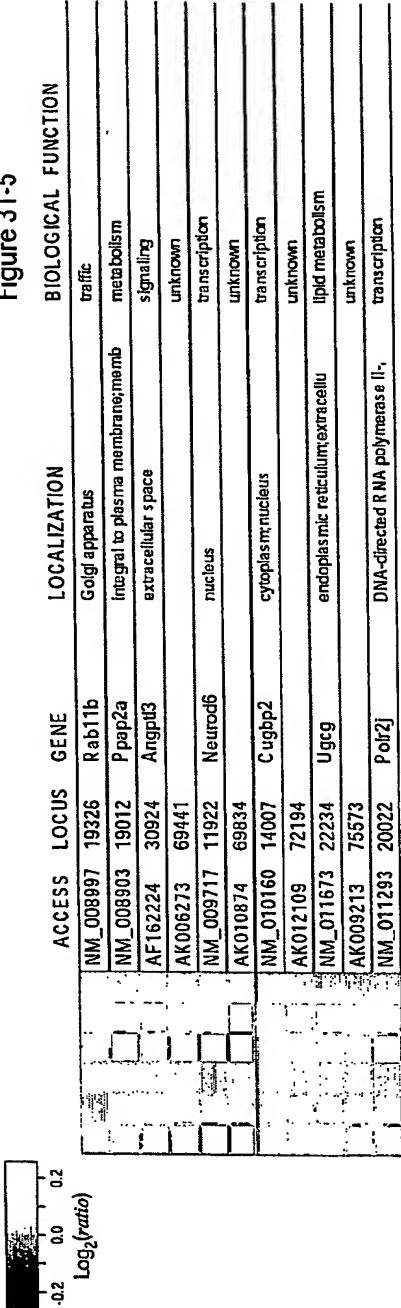 Figure 31-5
ACCESS LOCUS GENE LOCALIZATION BIOLOGICAL FUNCTION
NM_008997 19326 Rab11b Golgi apparatus traffic
NM_008903 19012 Ppap2a integral to plasma membrane;memb metabolism
AF162224 30924 Angptl3 extracellular space signaling
AK006273 69441 unknown
NM_009717 11922 Neurod6 nucleus transcription
AK010874 69834 unknown
NM_010160 14007 Cugbp2 cytoplasm;nucleus transcription
AK012109 72194 unknown
NM_011673 22234 Ugcg endoplasmic reticulum;extracellu lipid metabolism
AK009213 75573 unknown
NM_011293 20022 Polr2j DNA-directed RNA polymerase II-, transcription
-0.2 0.0 0.2
Log2(ratio)